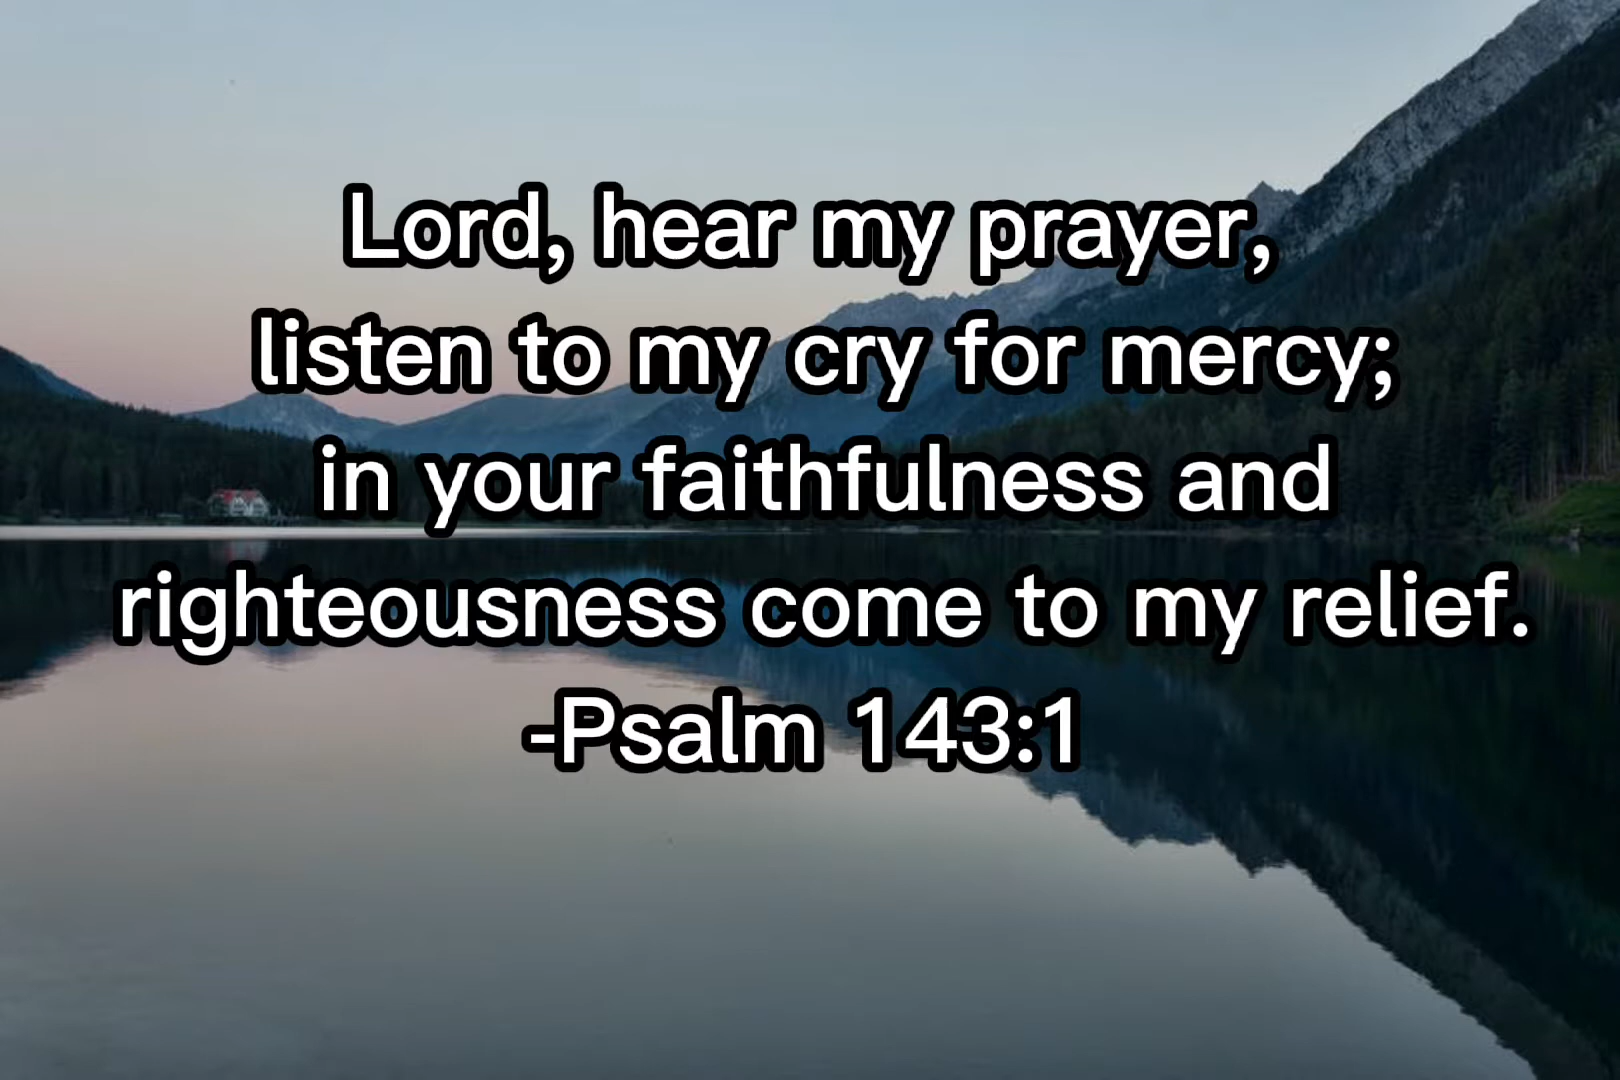 Lord, hear my prayer,
listen to my cry for mercy;
in your faithfulness and
righteousness come to my relief.
-Psalm 143:1